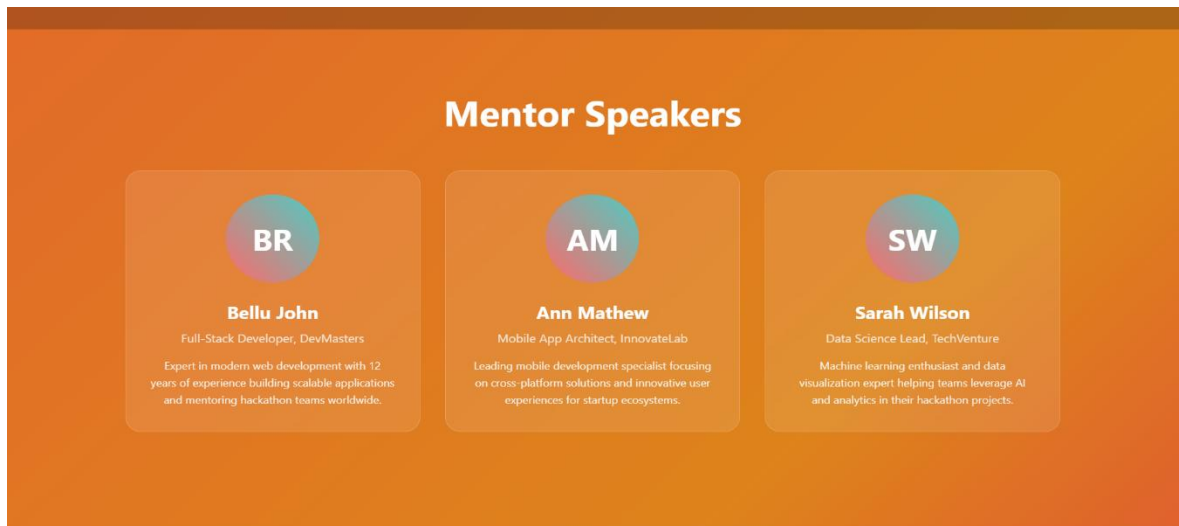 Mentor Speakers
BR
Bellu John
Full-Stack Developer, DevMasters
Expert in modern web development with 12
years of experience building scalable applications
and mentoring hackathon teams worldwide.
AM
Ann Mathew
Mobile App Architect, InnovateLab
Leading mobile development specialist focusing
on cross-platform solutions and innovative user
experiences for startup ecosystems.
SW
Sarah Wilson
Data Science Lead, TechVenture
Machine learning enthusiast and data
visualization expert helping teams leverage AI
and analytics in their hackathon projects.